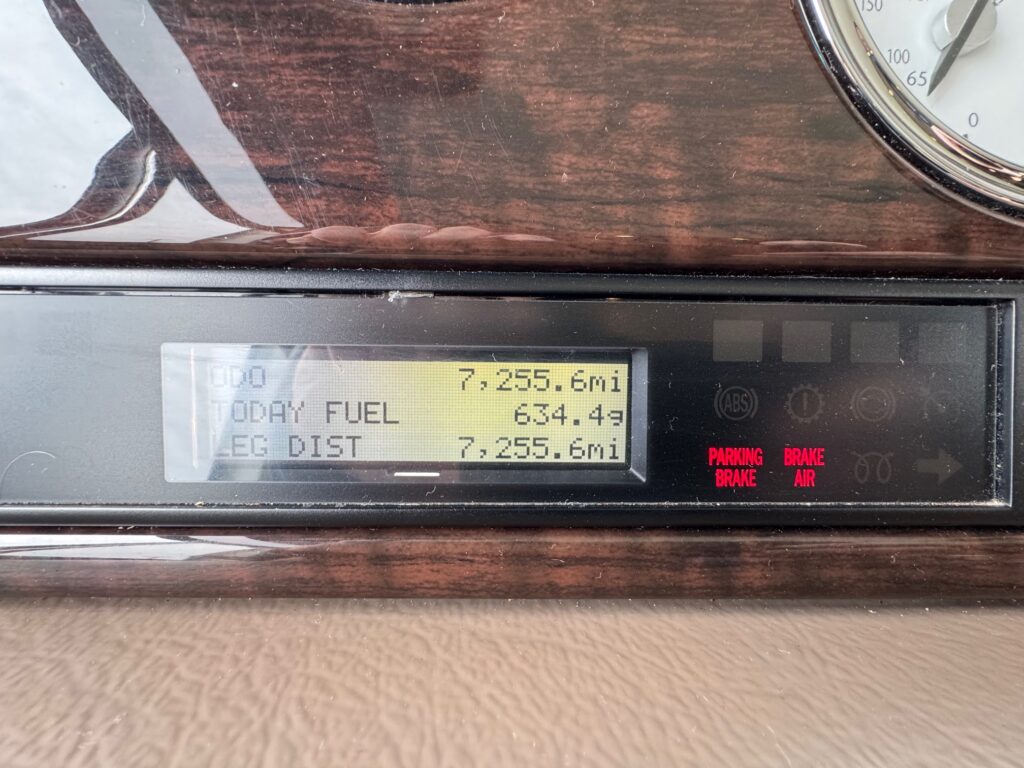 150
100
65
0
ODO 7,255.6mi
TODAY FUEL 634.4g
LEG DIST 7,255.6mi
ABS
!
PARKING BRAKE
BRAKE AIR